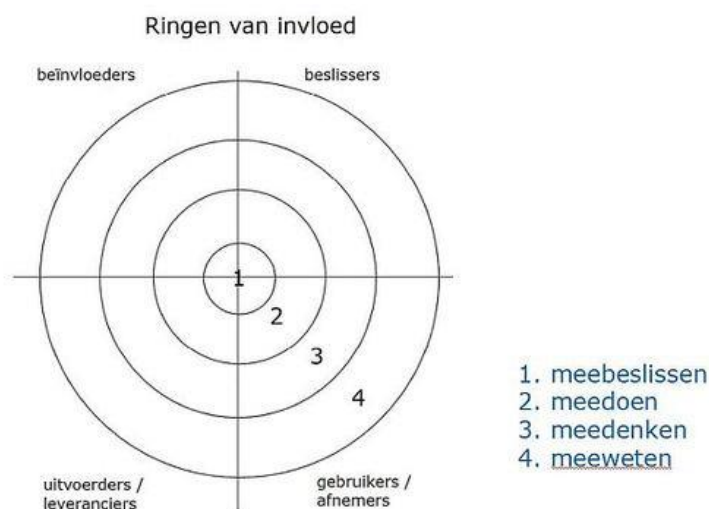 Ringen van invloed
beïnvloeders
beslissers
1
2
3
4
1. meebeslissen
2. meedoen
3. meedenken
4. meeweten
uitvoerders /
leveranciers
gebruikers /
afnemers